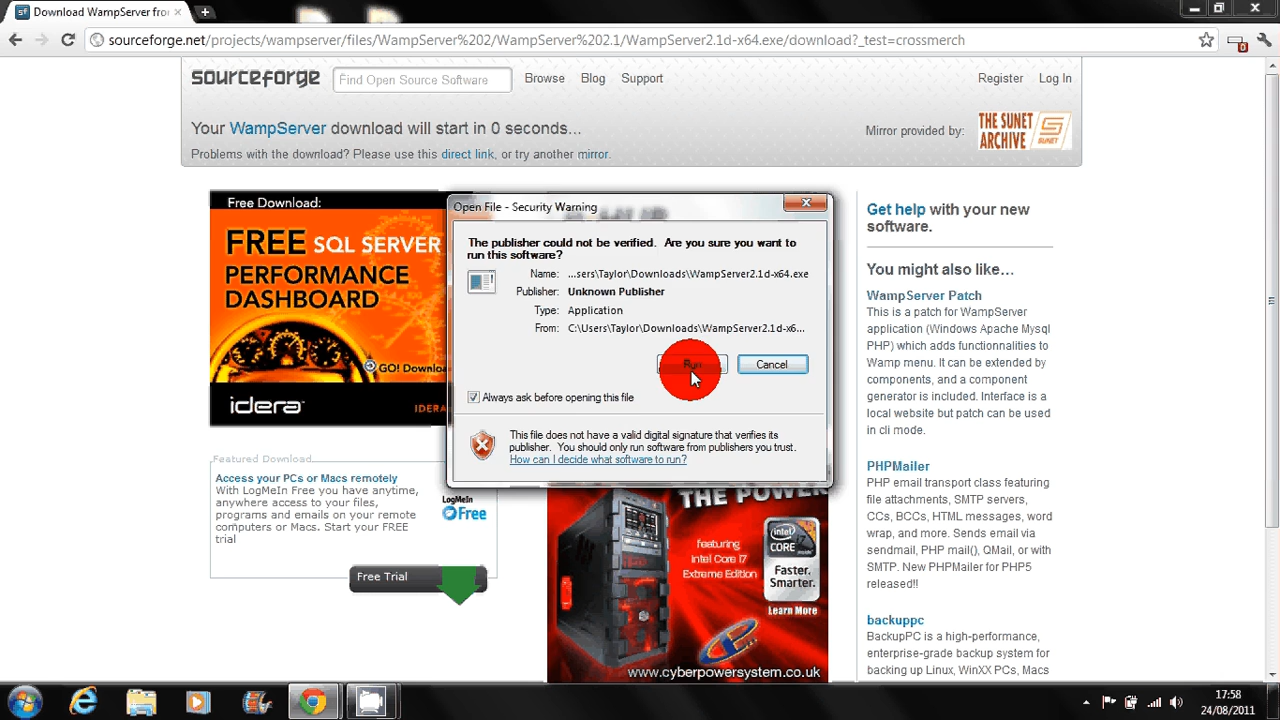 Download WampServer fro
sourceforge.net/projects/wampserver/files/WampServer%202/WampServer%202.1/WampServer2.1d-x64.exe/download?_test=crossmerch
0
sourceforge
Find Open Source Software
Browse
Blog
Support
Register
Log In
Your WampServer download will start in 0 seconds...
Problems with the download? Please use this direct link, or try another mirror.
Mirror provided by:
THE SUNET
ARCHIVE
SUNET
Free Download:
FREE SQL SERVER
PERFORMANCE
DASHBOARD
GO! Downloa
idera
IDERA
Featured Download
Access your PCs or Macs remotely
With LogMeIn Free you have anytime,
anywhere access to your files,
programs and emails on your remote
computers or Macs. Start your FREE
trial
LogMeIn
Free
Free Trial
Open File - Security Warning
The publisher could not be verified. Are you sure you want to
run this software?
Name: ...sers\Taylor\Downloads\WampServer2.1d-x64.exe
Publisher: Unknown Publisher
Type: Application
From: C:\Users\Taylor\Downloads\WampServer2.1d-x6...
Run
Cancel
Always ask before opening this file
This file does not have a valid digital signature that verifies its
publisher. You should only run software from publishers you trust.
How can I decide what software to run?
THE POWER
featuring
Intel Core i7
Extreme Edition
intel
CORE i7
inside
Faster.
Smarter.
Learn More
www.cyberpowersystem.co.uk
Get help with your new
software.
You might also like...
WampServer Patch
This is a patch for WampServer
application (Windows Apache Mysql
PHP) which adds functionnalities to
Wamp menu. It can be extended by
components, and a component
generator is included. Interface is a
local website but patch can be used
in cli mode.
PHPMailer
PHP email transport class featuring
file attachments, SMTP servers,
CCs, BCCs, HTML messages, word
wrap, and more. Sends email via
sendmail, PHP mail(), QMail, or with
SMTP. New PHPMailer for PHP5
released!!
backuppc
BackupPC is a high-performance,
enterprise-grade backup system for
backing up Linux, WinXX PCs, Macs
17:58
24/08/2011